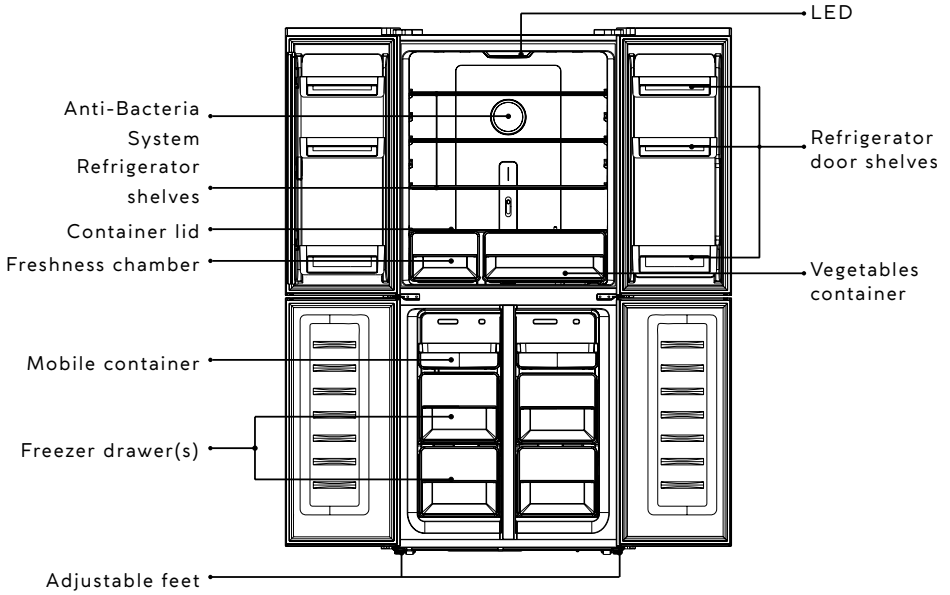 LED
Anti-Bacteria
System
Refrigerator
shelves
Container lid
Freshness chamber
Refrigerator
door shelves
Vegetables
container
Mobile container
Freezer drawer(s)
Adjustable feet